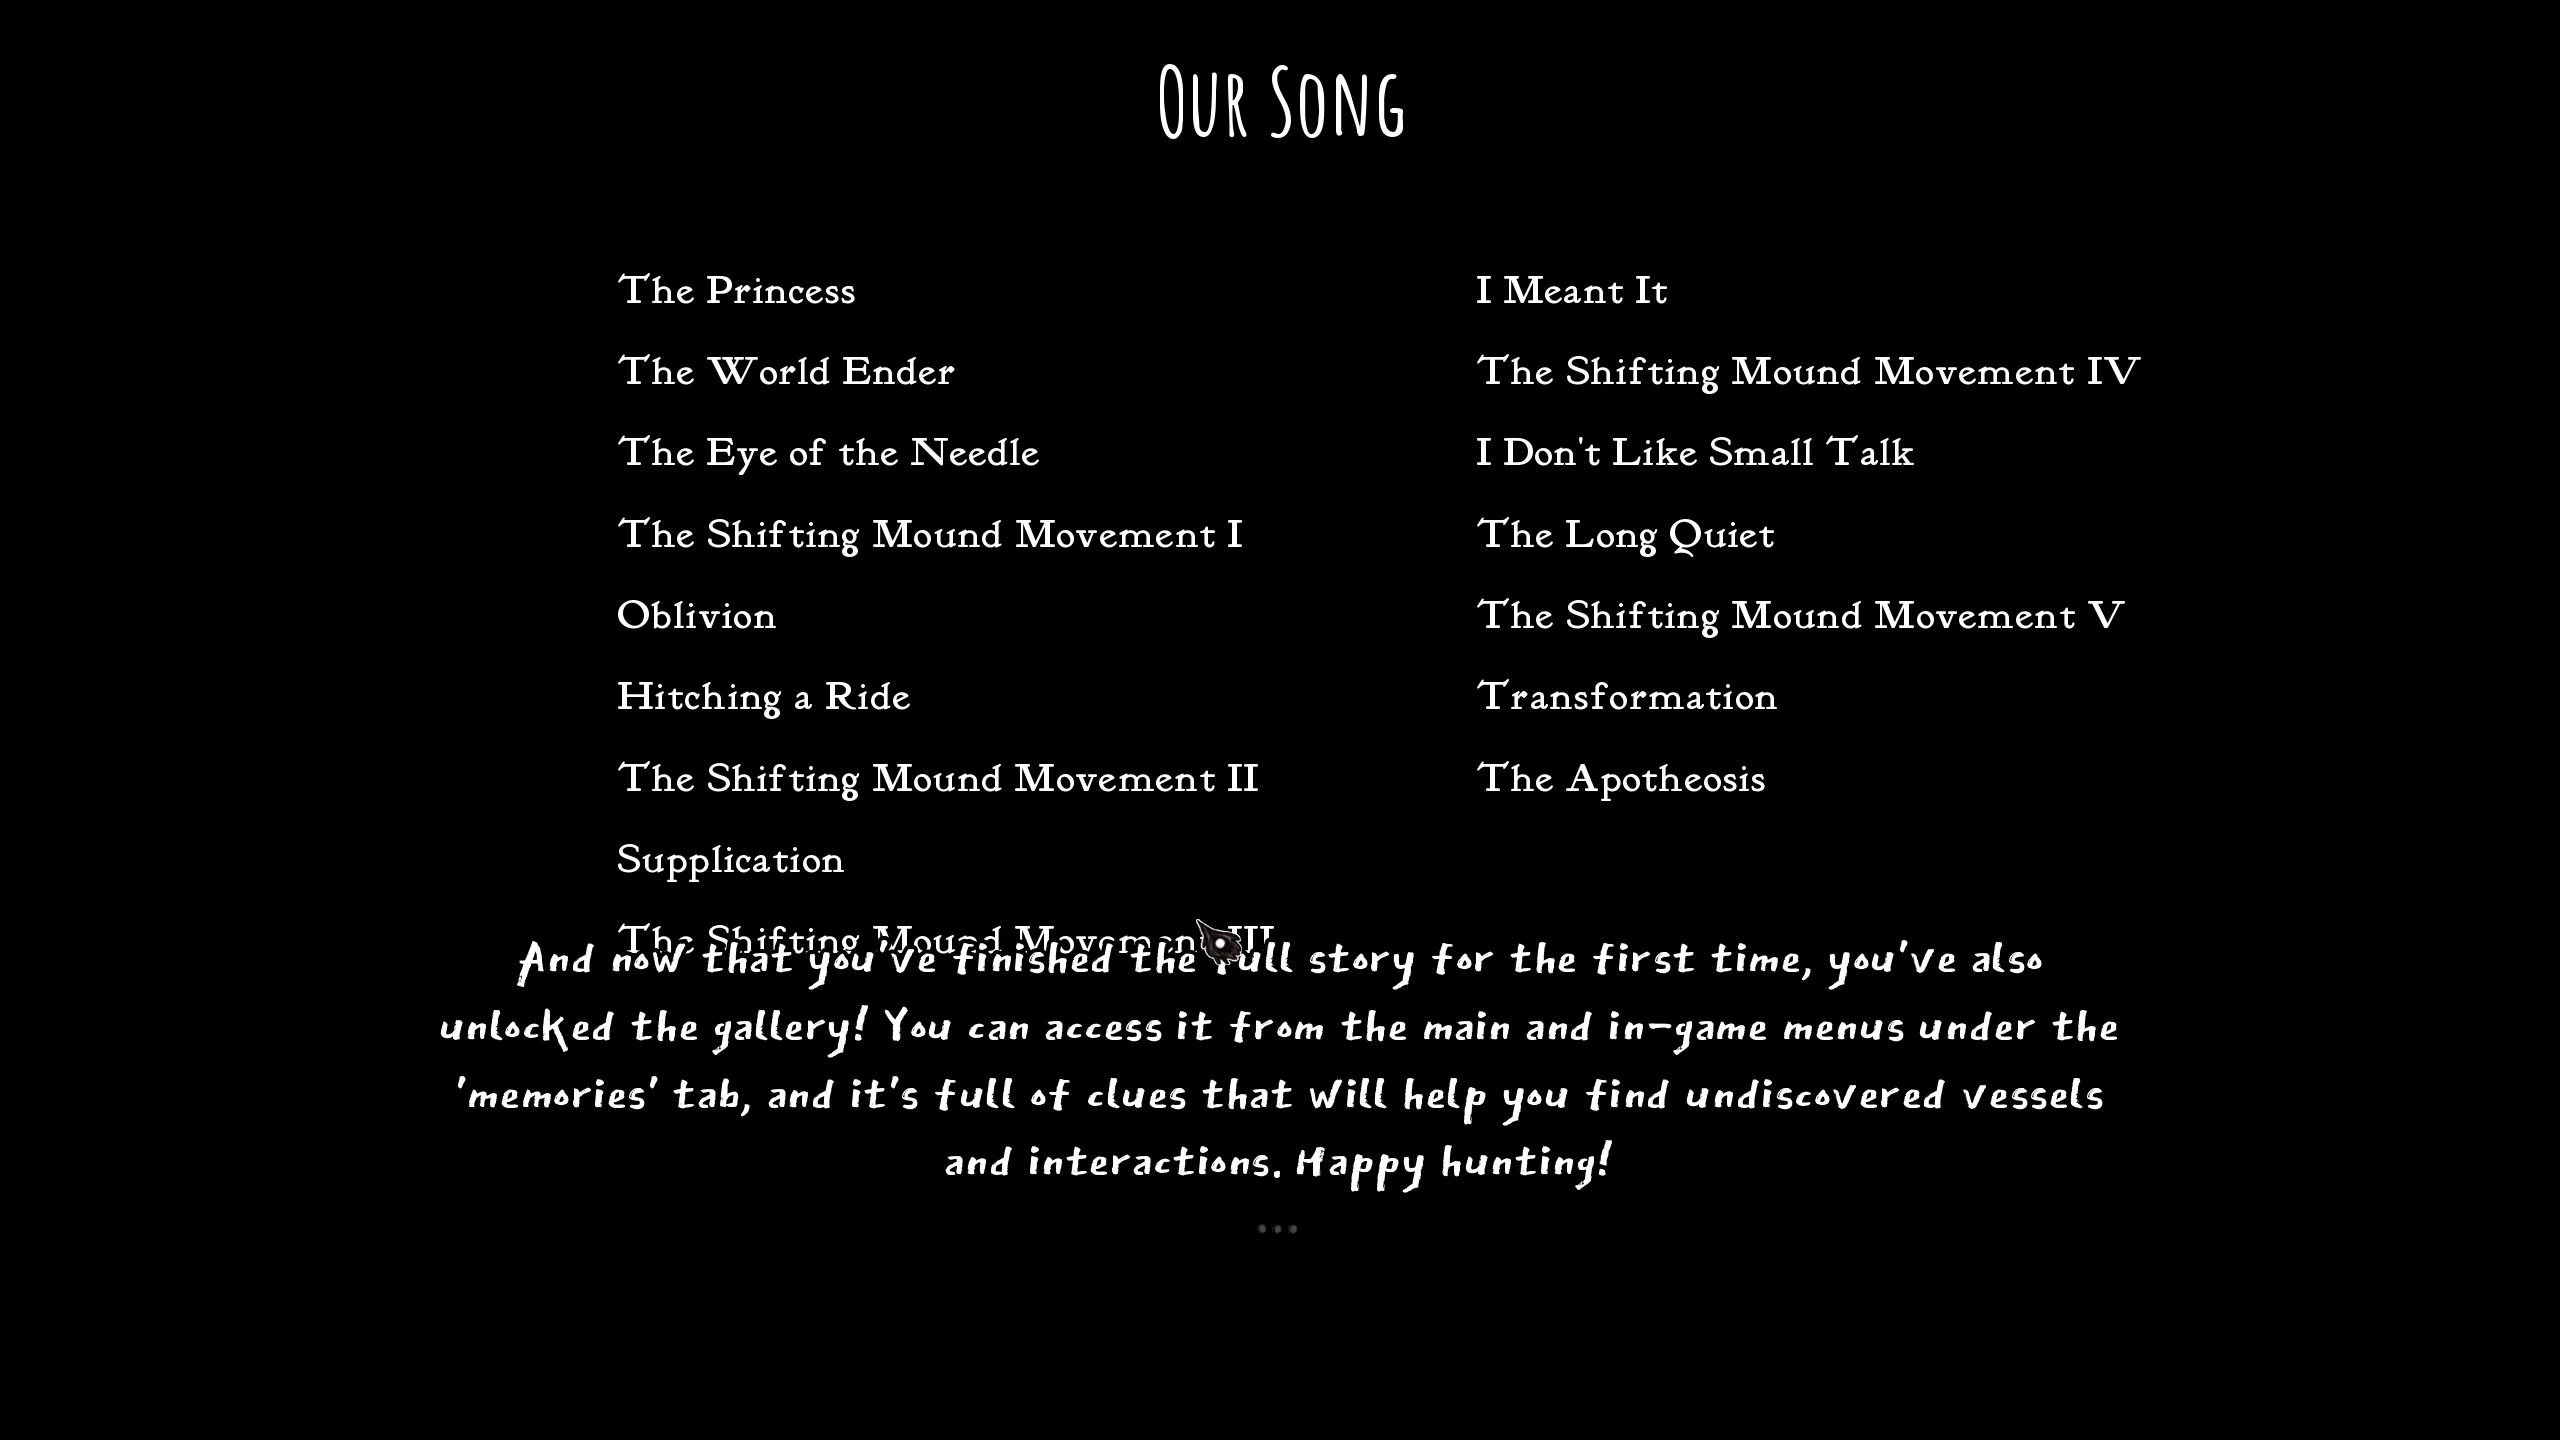 Our Song
The Princess
The World Ender
The Eye of the Needle
The Shifting Mound Movement I
Oblivion
Hitching a Ride
The Shifting Mound Movement II
Supplication
The Shifting Mound Movement III
I Meant It
The Shifting Mound Movement IV
I Don't Like Small Talk
The Long Quiet
The Shifting Mound Movement V
Transformation
The Apotheosis
And now that you've finished the full story for the first time, you've also
unlocked the gallery! You can access it from the main and in-game menus under the
'memories' tab, and it's full of clues that will help you find undiscovered vessels
and interactions. Happy hunting!
...